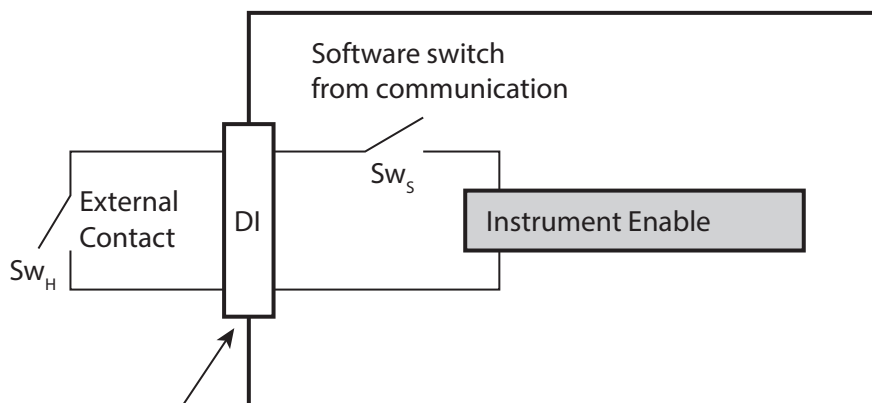 Software switch
from communication
Sw_S
External
Contact
DI
Instrument Enable
Sw_H